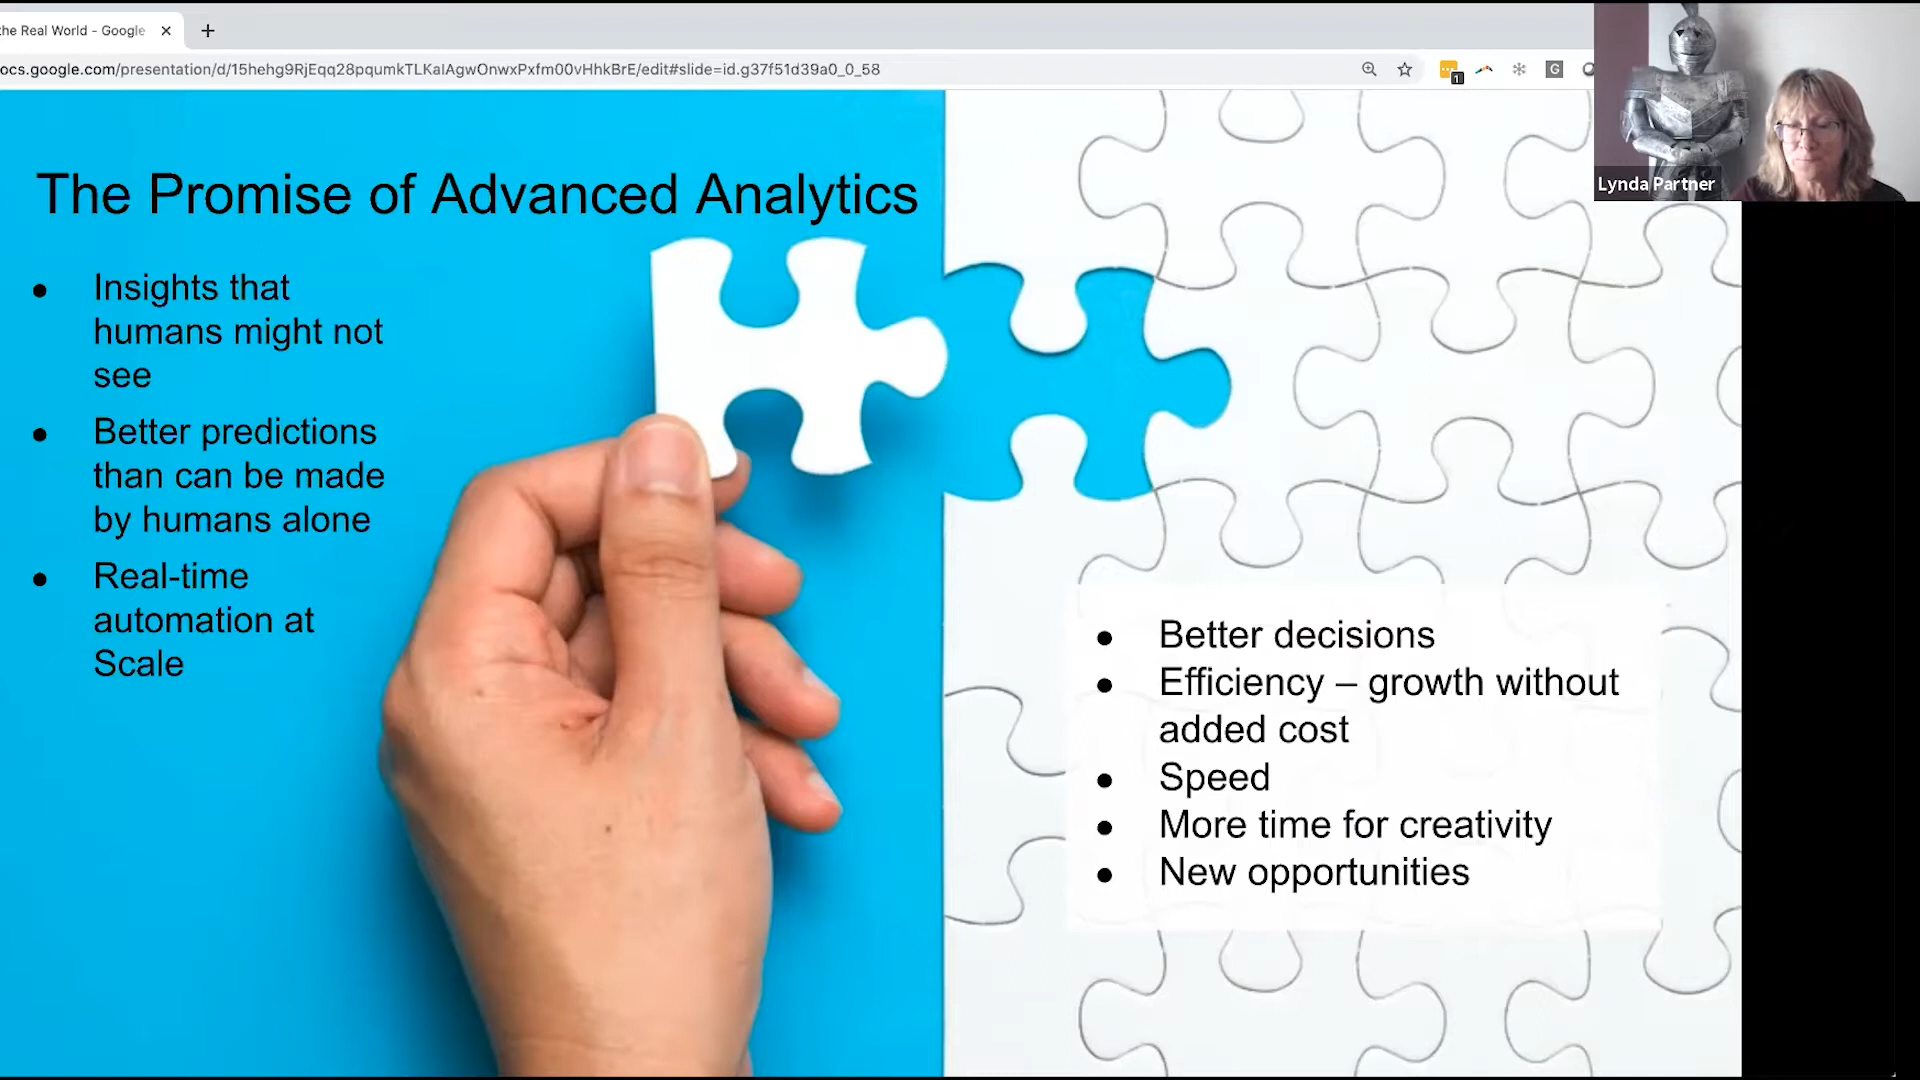 the Real World - Google
ocs.google.com/presentation/d/15hehg9RjEqq28pqumkTLKaIAgwOnwxPxfm00vHhkBrE/edit#slide=id.g37f51d39a0_0_58
1
G
Lynda Partner
The Promise of Advanced Analytics
● Insights that
humans might not
see
● Better predictions
than can be made
by humans alone
● Real-time
automation at
Scale
● Better decisions
● Efficiency – growth without
added cost
● Speed
● More time for creativity
● New opportunities